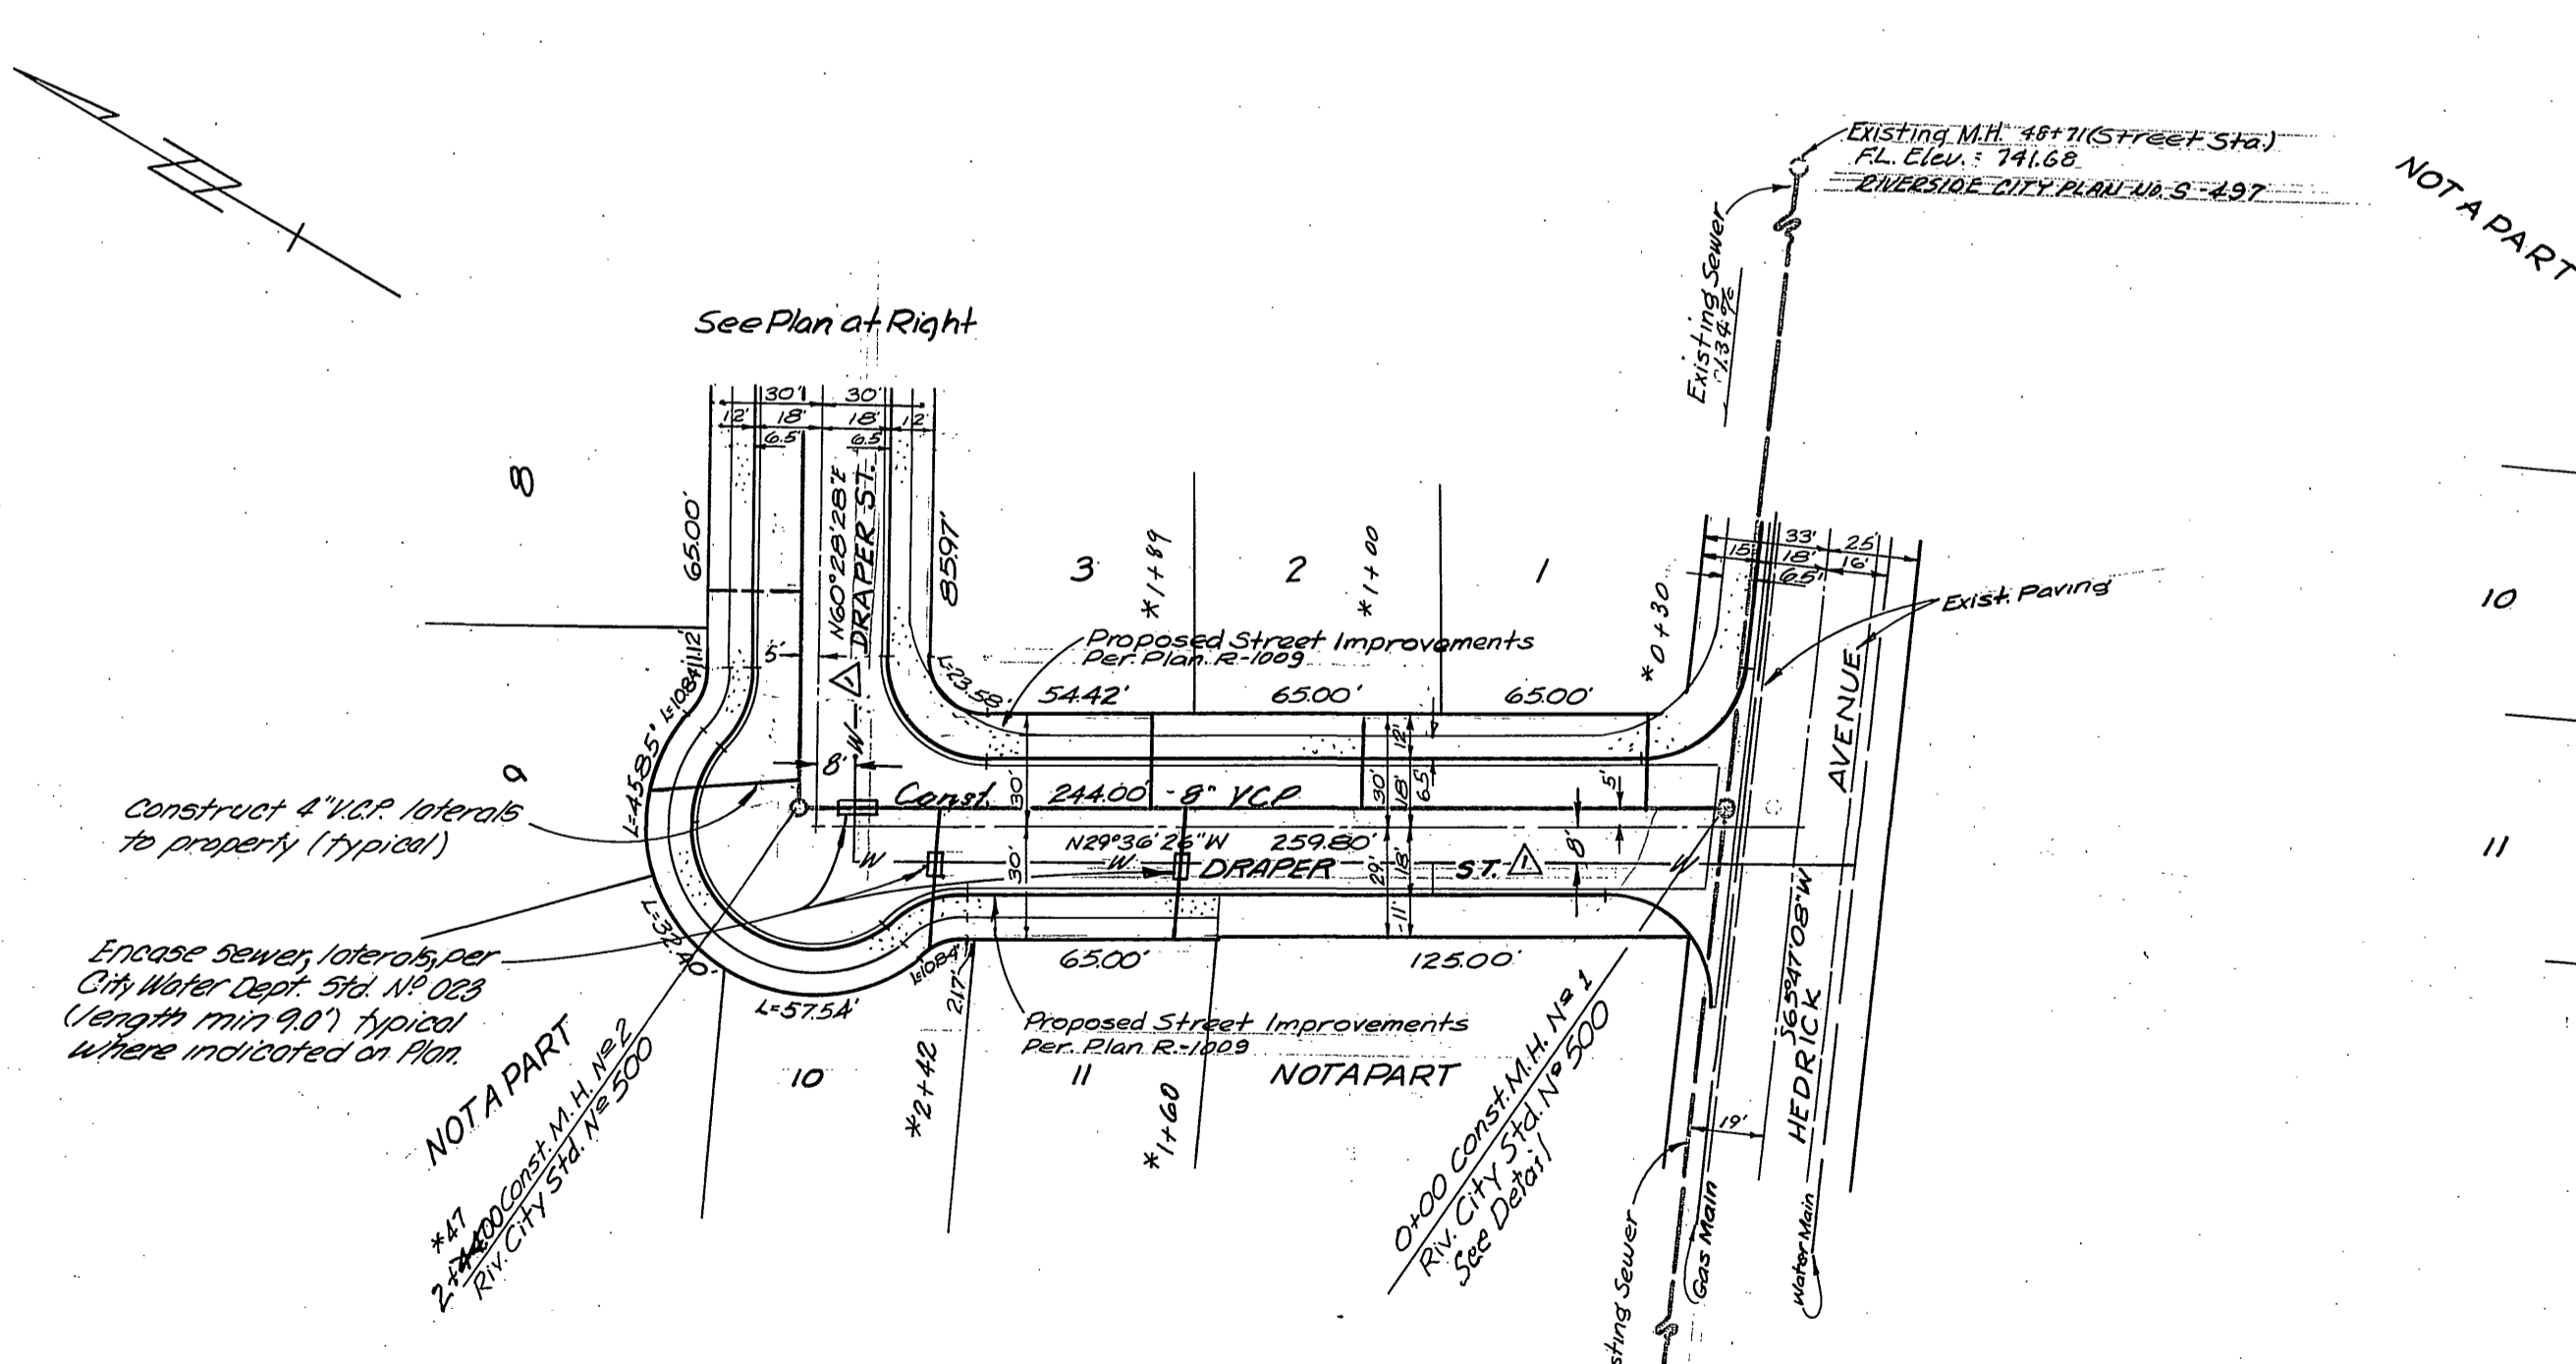 Existing M.H. 48+71 (Street Sta.)
F.L. Elev. = 741.68
RIVERSIDE CITY PLAN NO. S-497
NOT A PART
Existing Sewer
See Plan at Right
30' 30'
12' 18' 18' 12'
6.5' 6.5'
8
65.00'
N60°28'28"E
DRAPER ST.
85.97'
3
*1+89
2
*1+00
1
*0+30
33' 25'
15' 18' 16'
6.5'
Exist. Paving
10
AVENUE
Proposed Street Improvements
Per. Plan R-1009
5'
1
L=23.58'
54.42'
65.00'
65.00'
11.12'
L=10.84'
L=45.85'
9
8'
W
Construct 4" V.C.P. laterals
to property (typical)
Const. 244.00' - 8" VCP
30'
30'
12'
18'
6.5'
5'
N29°36'26"W 259.80'
W
W
DRAPER ST.
1
8'
W
30'
29'
18'
11'
11
L=32.40'
Encase sewer, laterals, per
City Water Dept. Std. Nº 023
(length min 9.0') typical
where indicated on Plan.
L=57.54'
L=10.84'
2.17'
65.00'
125.00'
S65°47'08"W
HEDRICK
Proposed Street Improvements
Per. Plan R-1009
10
*2+42
11
*1+60
NOT A PART
NOT A PART
*47
Const. M.H. Nº 2
Riv. City Std. Nº 500
0+00 Const. M.H. Nº 1
Riv. City Std. Nº 500
See Detail
19'
Sewer
Gas Main
Water Main